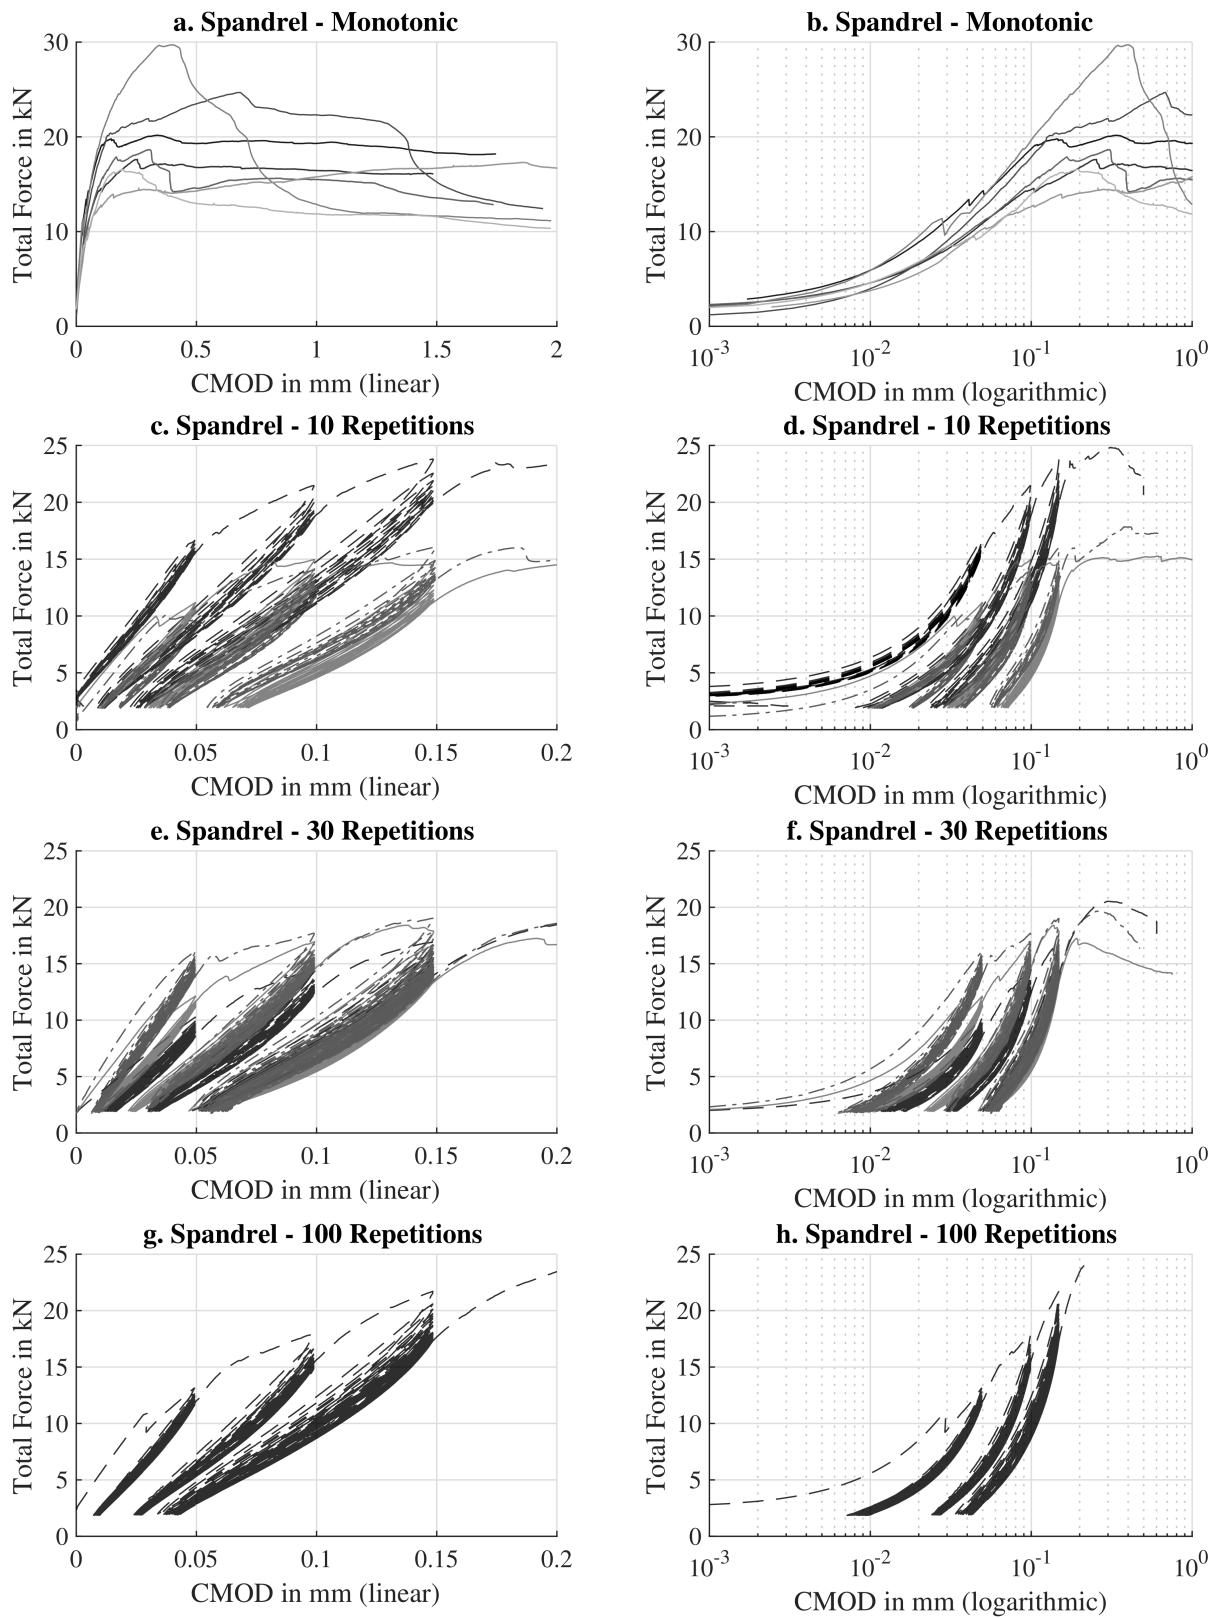 a. Spandrel - Monotonic
Total Force in kN
30
20
10
0
0 0.5 1 1.5 2
CMOD in mm (linear)
b. Spandrel - Monotonic
Total Force in kN
30
20
10
0
10-3 10-2 10-1 100
CMOD in mm (logarithmic)
c. Spandrel - 10 Repetitions
Total Force in kN
25
20
15
10
5
0
0 0.05 0.1 0.15 0.2
CMOD in mm (linear)
d. Spandrel - 10 Repetitions
Total Force in kN
25
20
15
10
5
0
10-3 10-2 10-1 100
CMOD in mm (logarithmic)
e. Spandrel - 30 Repetitions
Total Force in kN
25
20
15
10
5
0
0 0.05 0.1 0.15 0.2
CMOD in mm (linear)
f. Spandrel - 30 Repetitions
Total Force in kN
25
20
15
10
5
0
10-3 10-2 10-1 100
CMOD in mm (logarithmic)
g. Spandrel - 100 Repetitions
Total Force in kN
25
20
15
10
5
0
0 0.05 0.1 0.15 0.2
CMOD in mm (linear)
h. Spandrel - 100 Repetitions
Total Force in kN
25
20
15
10
5
0
10-3 10-2 10-1 100
CMOD in mm (logarithmic)